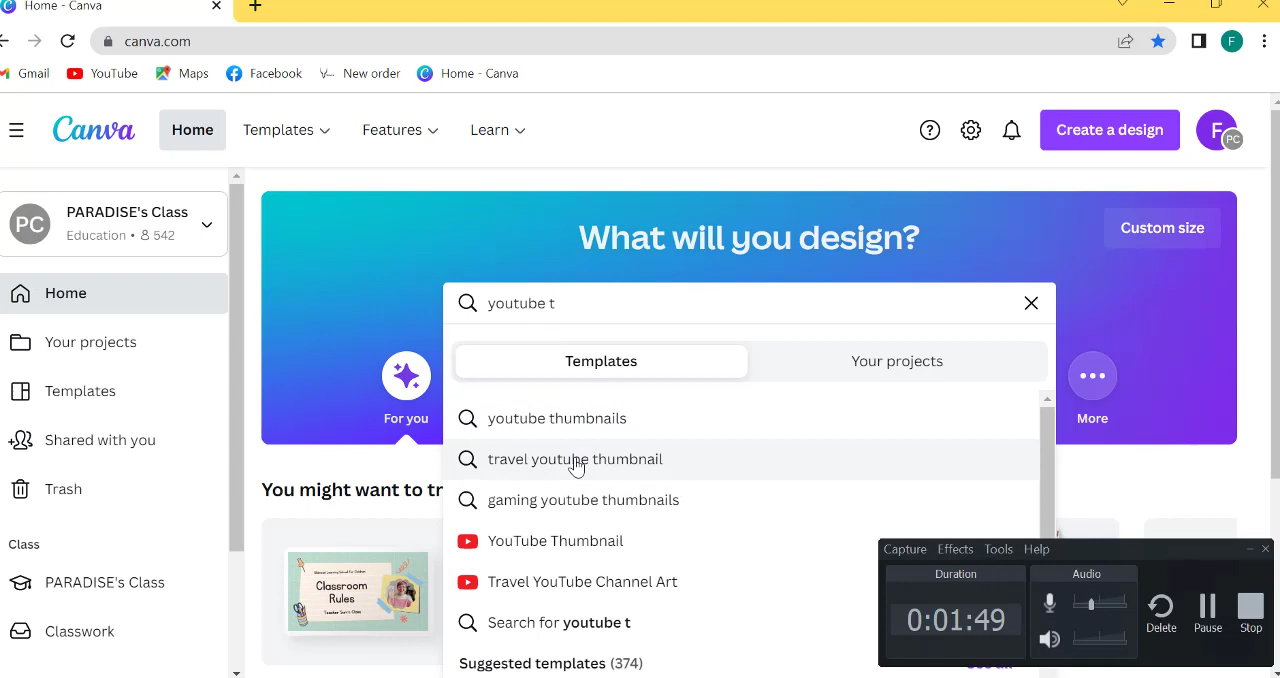 Home - Canva
canva.com
F
Gmail YouTube Maps Facebook New order Home - Canva
Canva Home Templates Features Learn
Create a design
F
PC
PC
PARADISE's Class
Education • 542
What will you design?
Custom size
Home
youtube t
Your projects
Templates Your projects
Templates
youtube thumbnails
For you
More
Shared with you
travel youtube thumbnail
Trash
You might want to tr
gaming youtube thumbnails
YouTube Thumbnail
Class
Travel YouTube Channel Art
PARADISE's Class
Classroom
Rules
Search for youtube t
Classwork
Suggested templates (374)
Capture Effects Tools Help
Duration
Audio
0:01:49
Delete Pause Stop